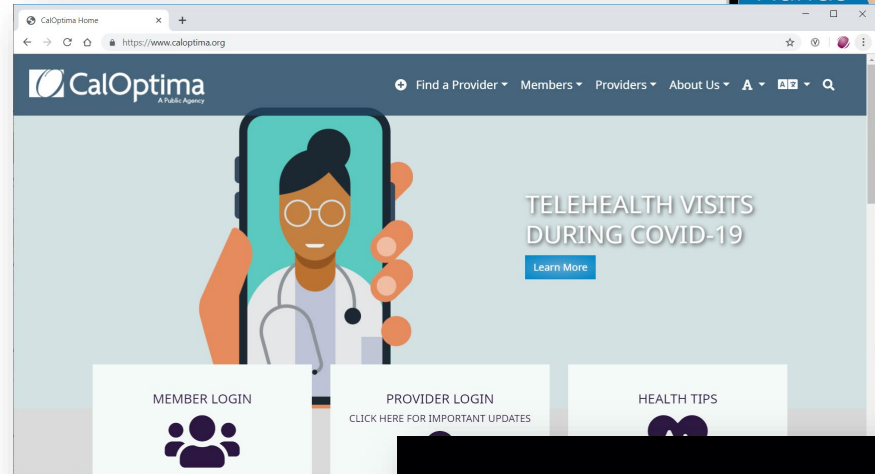 CalOptima Home
https://www.caloptima.org
CalOptima
A Public Agency
Find a Provider
Members
Providers
About Us
A
TELEHEALTH VISITS
DURING COVID-19
Learn More
MEMBER LOGIN
PROVIDER LOGIN
CLICK HERE FOR IMPORTANT UPDATES
HEALTH TIPS